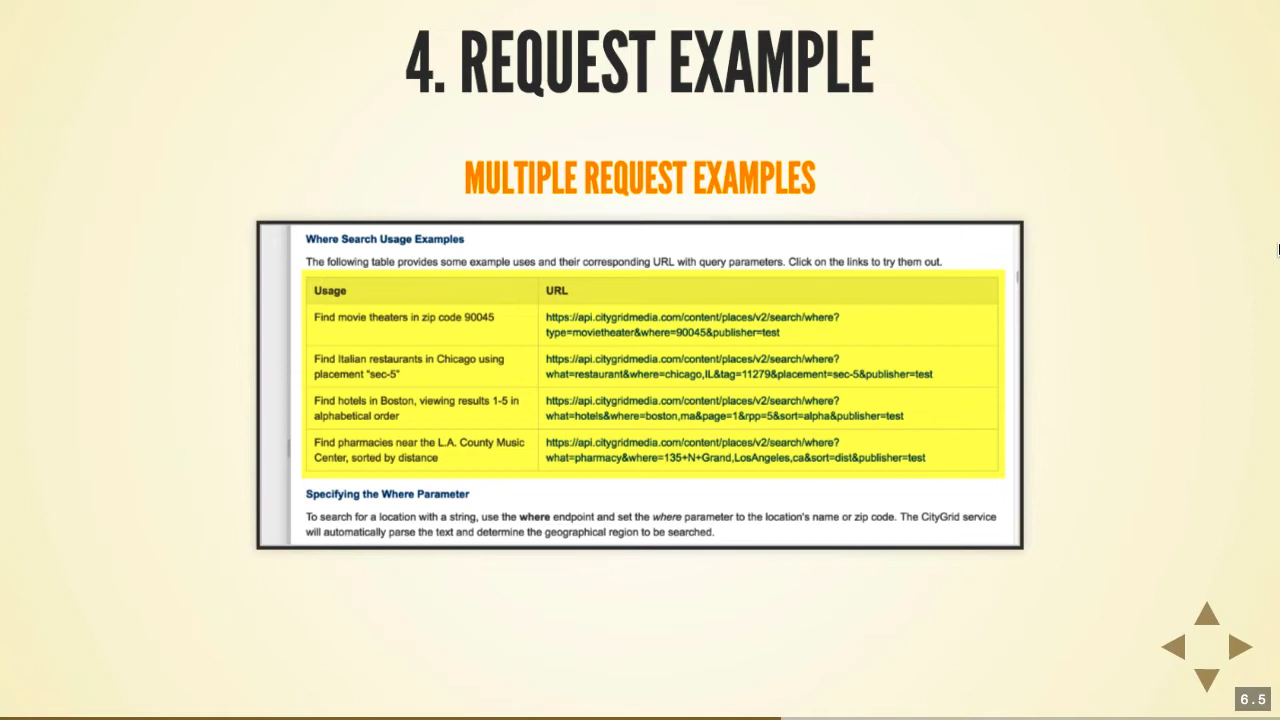 4. REQUEST EXAMPLE
MULTIPLE REQUEST EXAMPLES
Where Search Usage Examples
The following table provides some example uses and their corresponding URL with query parameters. Click on the links to try them out.
Usage URL
Find movie theaters in zip code 90045 https://api.citygridmedia.com/content/places/v2/search/where?
type=movietheater&where=90045&publisher=test
Find Italian restaurants in Chicago using https://api.citygridmedia.com/content/places/v2/search/where?
placement "sec-5" what=restaurant&where=chicago,IL&tag=11279&placement=sec-5&publisher=test
Find hotels in Boston, viewing results 1-5 in https://api.citygridmedia.com/content/places/v2/search/where?
alphabetical order what=hotels&where=boston,ma&page=1&rpp=5&sort=alpha&publisher=test
Find pharmacies near the L.A. County Music https://api.citygridmedia.com/content/places/v2/search/where?
Center, sorted by distance what=pharmacy&where=135+N+Grand,LosAngeles,ca&sort=dist&publisher=test
Specifying the Where Parameter
To search for a location with a string, use the where endpoint and set the where parameter to the location's name or zip code. The CityGrid service
will automatically parse the text and determine the geographical region to be searched.
6.5